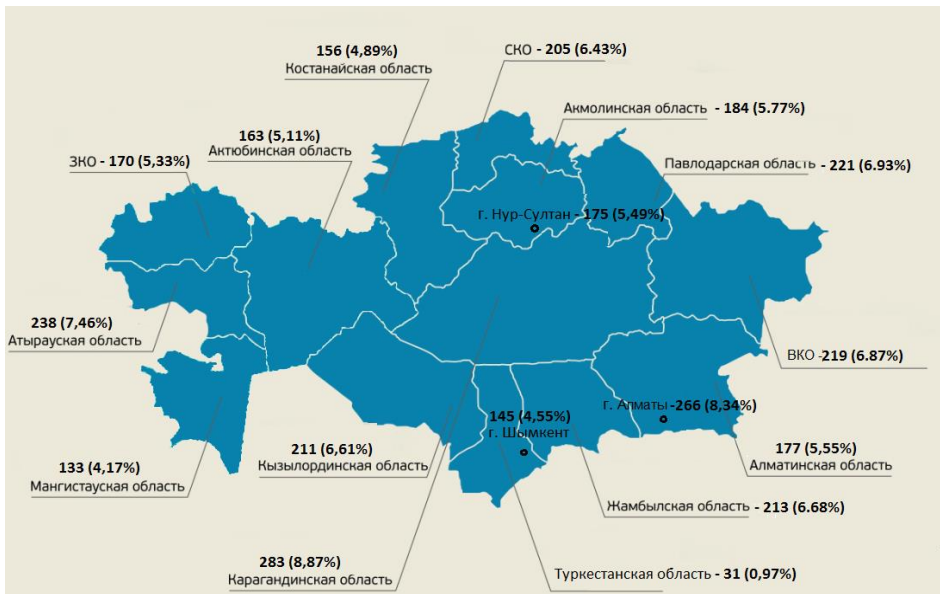 156 (4,89%)
Костанайская область
СКО - 205 (6.43%)
Акмолинская область - 184 (5.77%)
163 (5,11%)
Актюбинская область
ЗКО - 170 (5,33%)
Павлодарская область - 221 (6.93%)
г. Нур-Султан - 175 (5,49%)
238 (7,46%)
Атырауская область
ВКО -219 (6.87%)
г. Алматы -266 (8,34%)
145 (4,55%)
г. Шымкент
211 (6,61%)
Кызылординская область
177 (5,55%)
Алматинская область
133 (4,17%)
Мангистауская область
Жамбылская область - 213 (6.68%)
283 (8,87%)
Карагандинская область
Туркестанская область - 31 (0,97%)